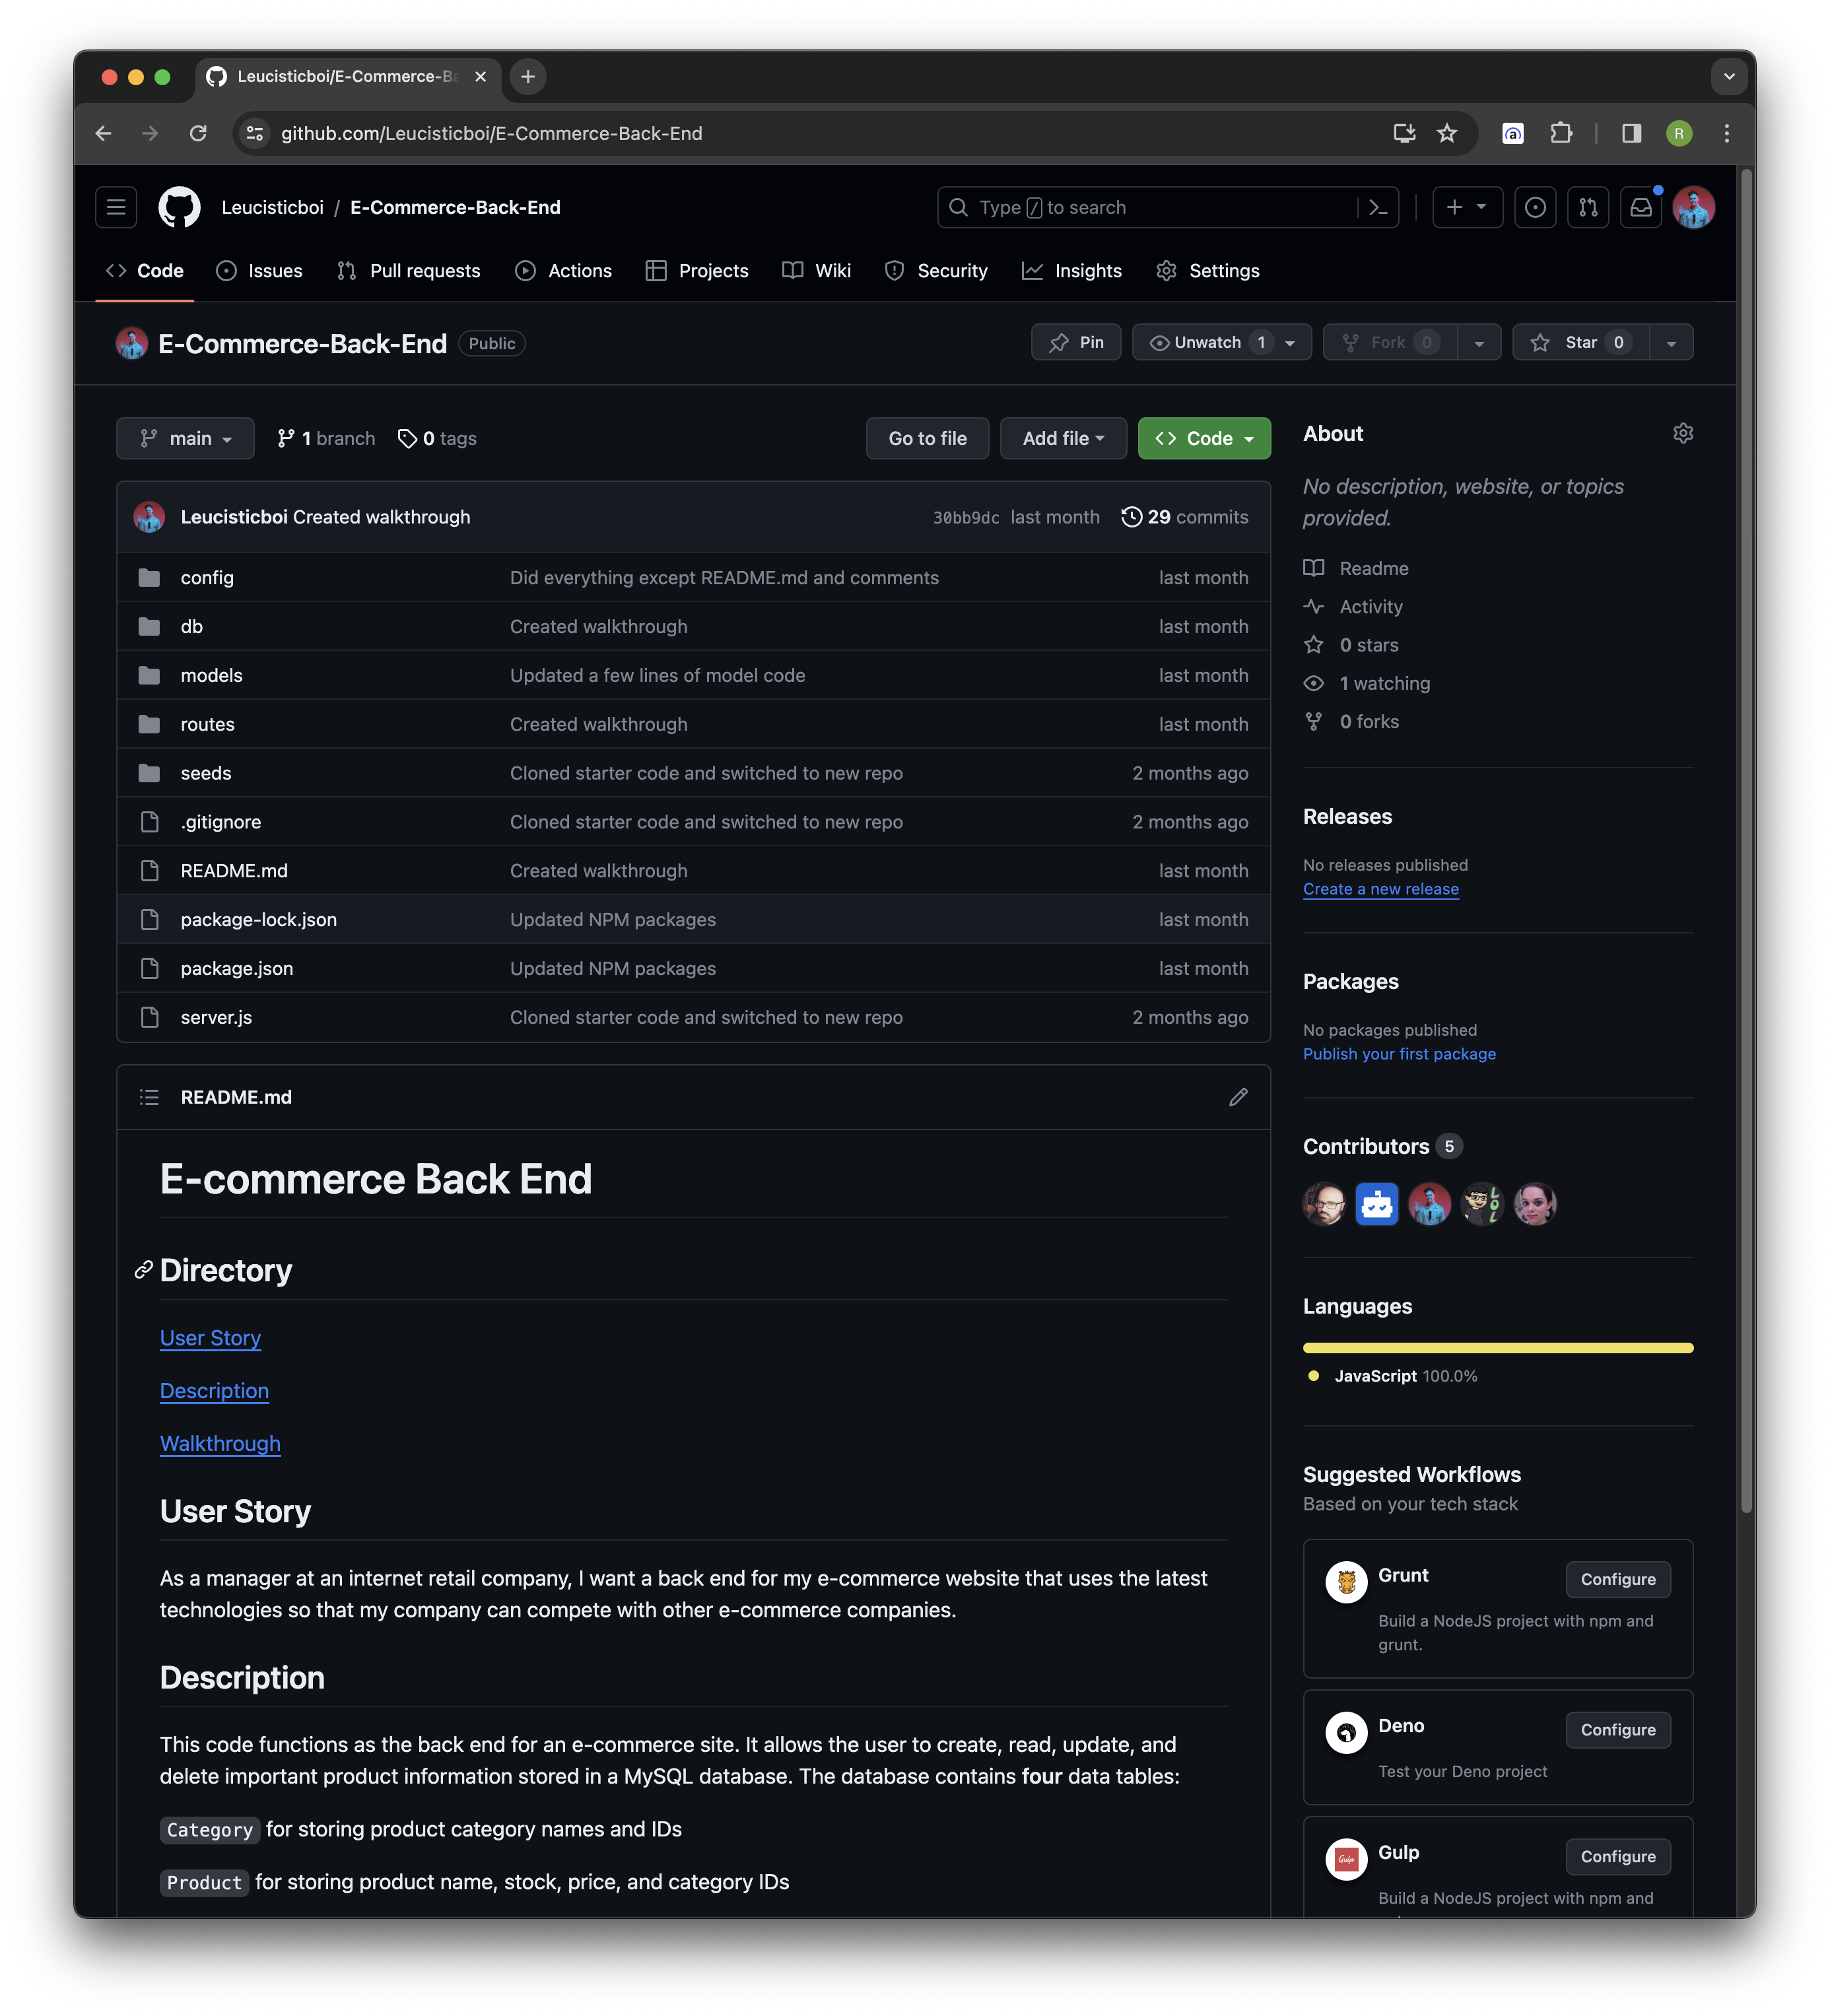 Leucisticboi/E-Commerce-Ba
github.com/Leucisticboi/E-Commerce-Back-End
a
R
Leucisticboi / E-Commerce-Back-End
Type / to search
Code Issues Pull requests Actions Projects Wiki Security Insights Settings
E-Commerce-Back-End Public
Pin Unwatch 1 Fork 0 Star 0
main 1 branch 0 tags Go to file Add file Code
Leucisticboi Created walkthrough 30bb9dc last month 29 commits
config Did everything except README.md and comments last month
db Created walkthrough last month
models Updated a few lines of model code last month
routes Created walkthrough last month
seeds Cloned starter code and switched to new repo 2 months ago
.gitignore Cloned starter code and switched to new repo 2 months ago
README.md Created walkthrough last month
package-lock.json Updated NPM packages last month
package.json Updated NPM packages last month
server.js Cloned starter code and switched to new repo 2 months ago
README.md
E-commerce Back End
Directory
User Story
Description
Walkthrough
User Story
As a manager at an internet retail company, I want a back end for my e-commerce website that uses the latest
technologies so that my company can compete with other e-commerce companies.
Description
This code functions as the back end for an e-commerce site. It allows the user to create, read, update, and
delete important product information stored in a MySQL database. The database contains four data tables:
Category for storing product category names and IDs
Product for storing product name, stock, price, and category IDs
About
No description, website, or topics
provided.
Readme
Activity
0 stars
1 watching
0 forks
Releases
No releases published
Create a new release
Packages
No packages published
Publish your first package
Contributors 5
LOL
Languages
JavaScript 100.0%
Suggested Workflows
Based on your tech stack
Grunt Configure
Build a NodeJS project with npm and
grunt.
Deno Configure
Test your Deno project
Gulp
Gulp Configure
Build a NodeJS project with npm and